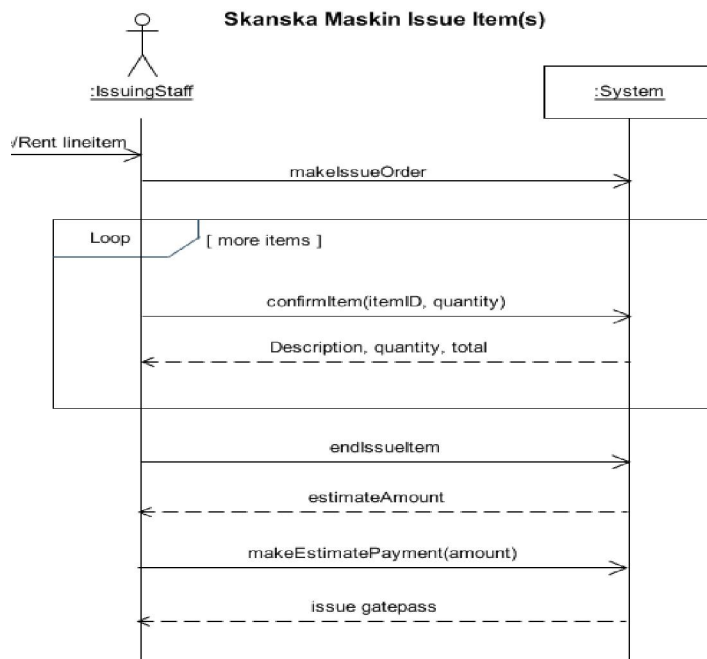 Skanska Maskin Issue Item(s)
:IssuingStaff
:System
/Rent lineitem
makeIssueOrder
Loop
[ more items ]
confirmItem(itemID, quantity)
Description, quantity, total
endIssueItem
estimateAmount
makeEstimatePayment(amount)
issue gatepass